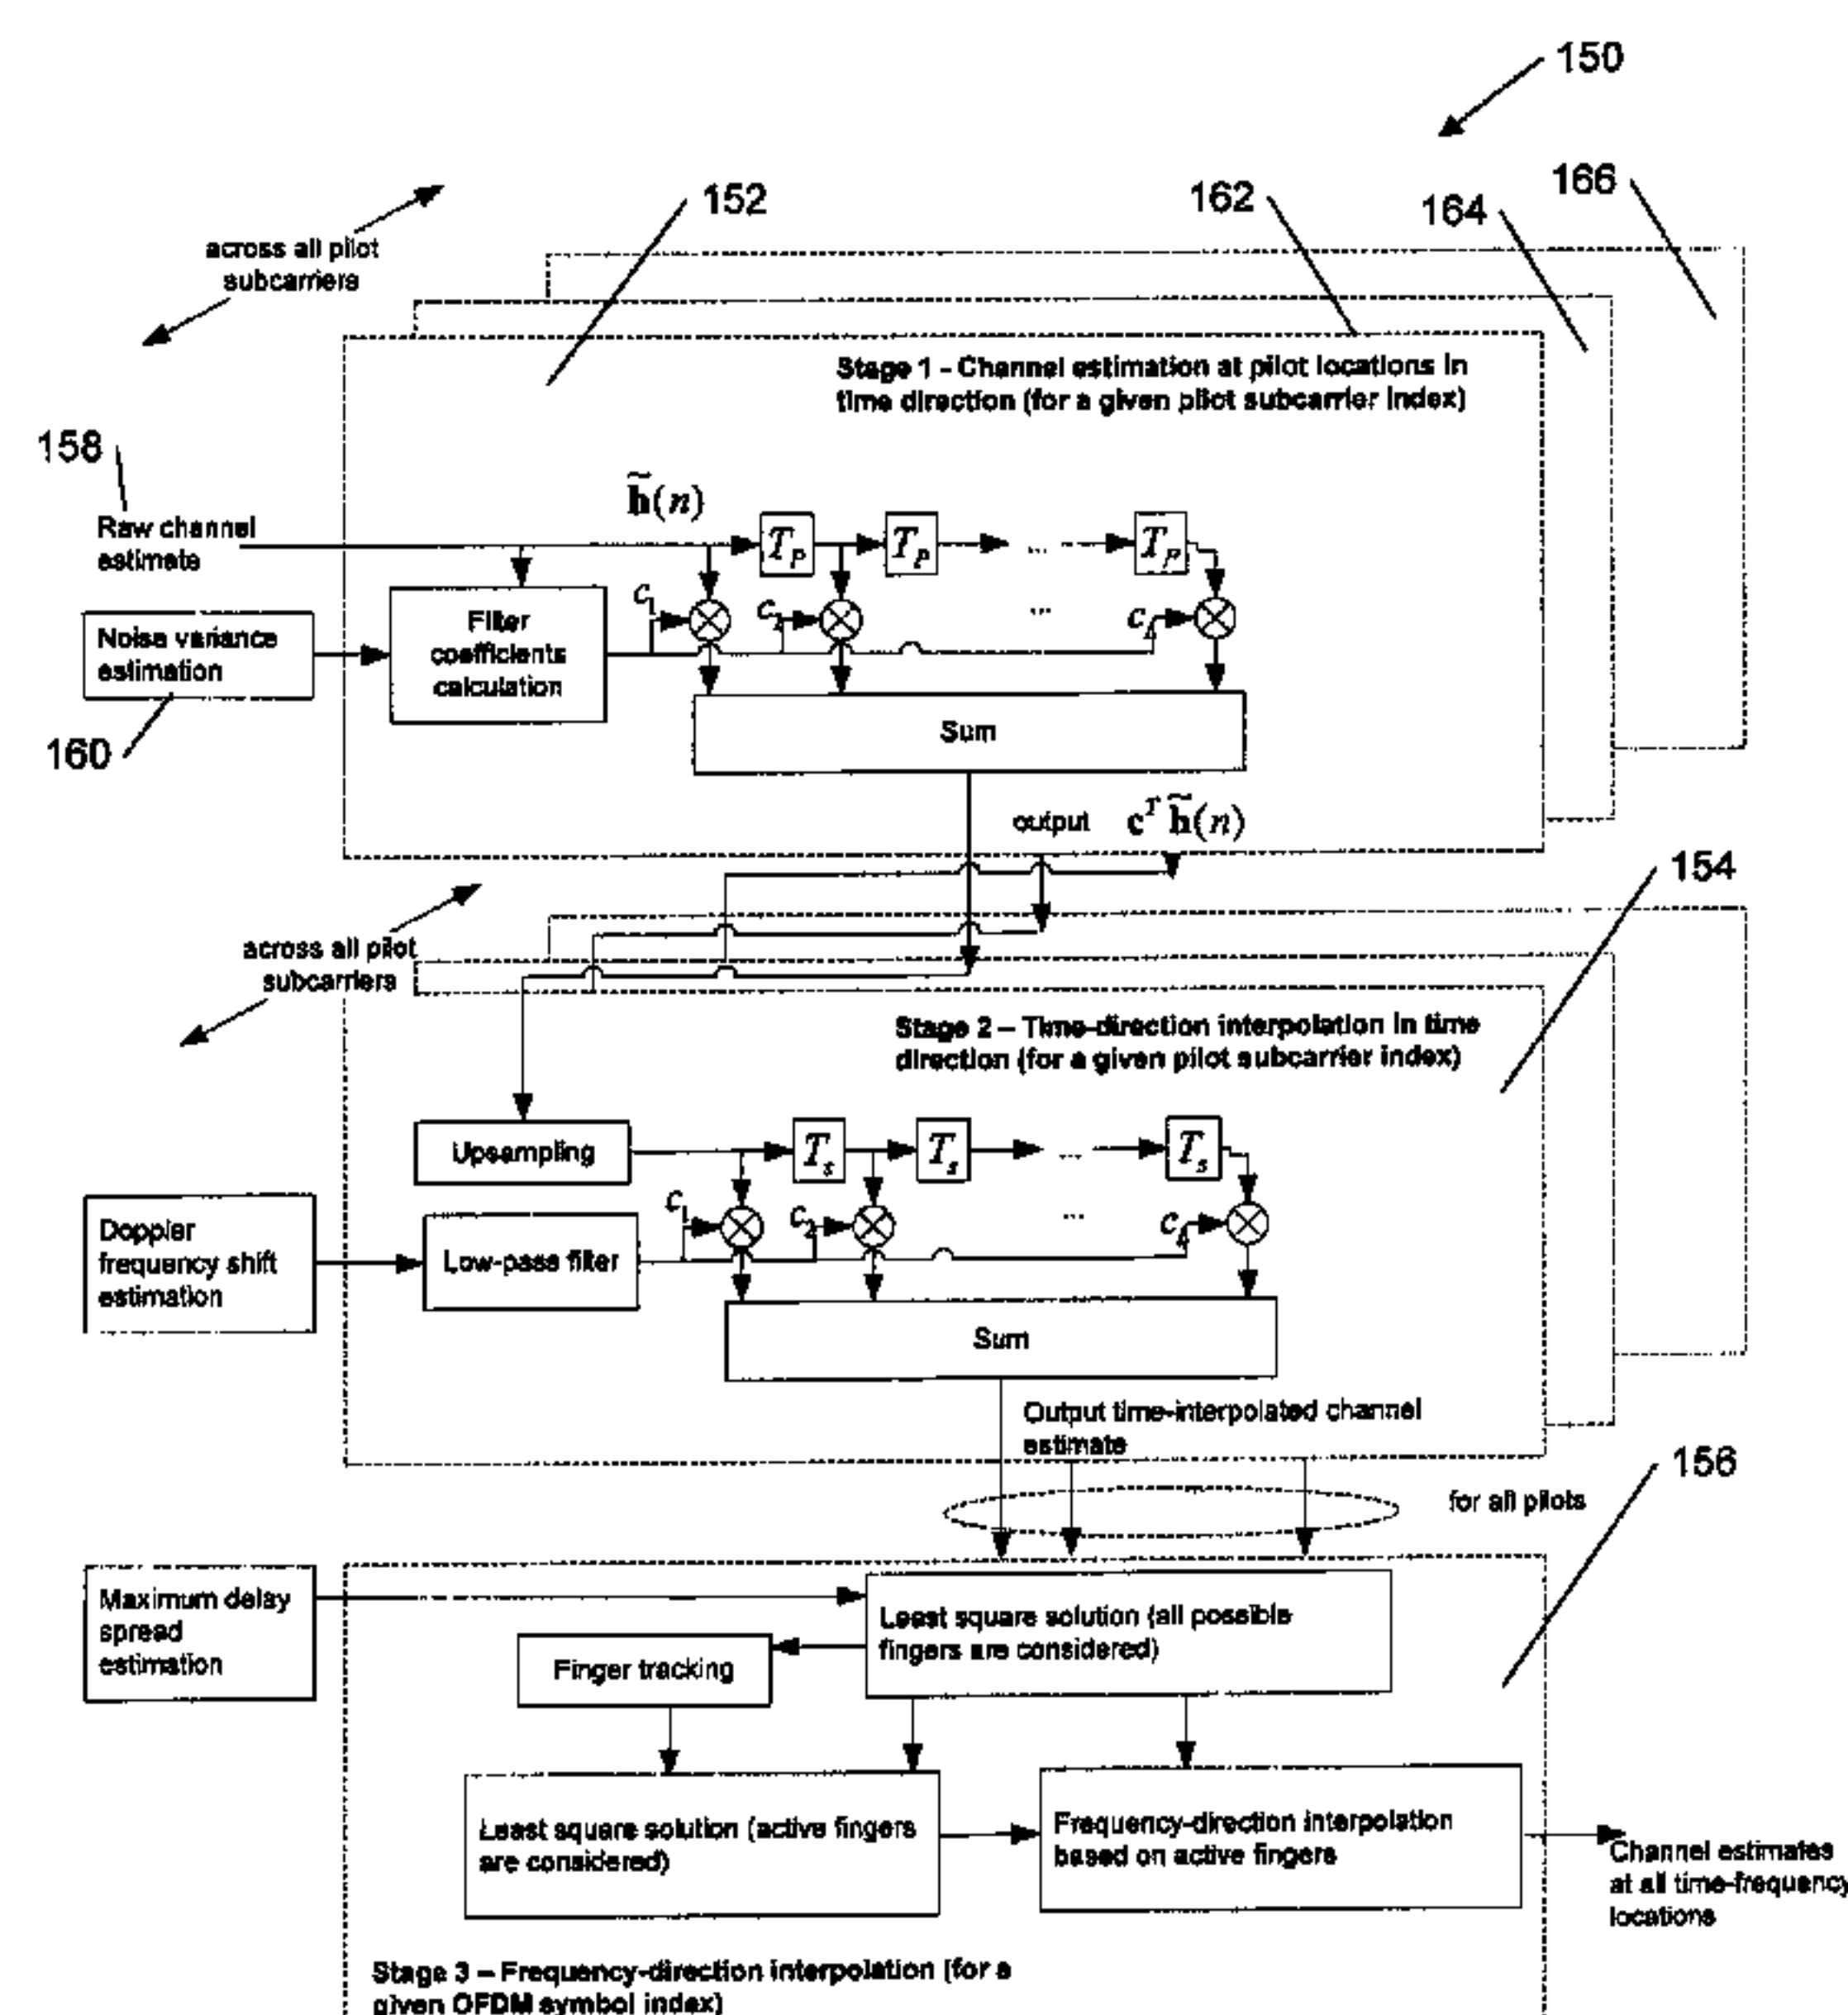 150
166
152
162
164
across all pilot
subcarriers
Stage 1 - Channel estimation at pilot locations in
time direction (for a given pilot subcarrier index)
158
h̃(n)
Raw channel
estimate
T_P
T_P
...
T_P
c_1
c_2
...
Filter
coefficients
calculation
Noise variance
estimation
Sum
160
output c^T h̃(n)
154
across all pilot
subcarriers
Stage 2 – Time-direction interpolation in time
direction (for a given pilot subcarrier index)
Upsampling
T_s
T_s
...
T_s
c_1
c_2
...
Doppler
frequency shift
estimation
Low-pass filter
Sum
Output time-interpolated channel
estimate
156
for all pilots
Maximum delay
spread
estimation
Least square solution (all possible
fingers are considered)
Finger tracking
Least square solution (active fingers
are considered)
Frequency-direction interpolation
based on active fingers
Channel estimates
at all time-frequency
locations
Stage 3 – Frequency-direction interpolation (for a
given OFDM symbol index)